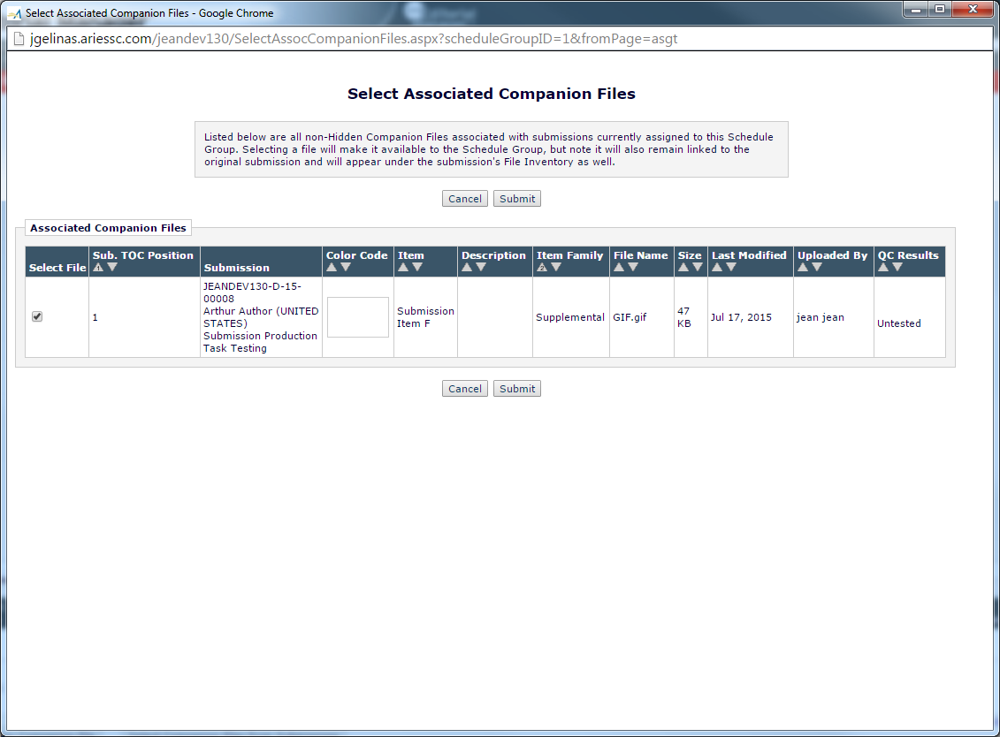 Select Associated Companion Files - Google Chrome
jgelinas.ariessc.com/jeandev130/SelectAssocCompanionFiles.aspx?scheduleGroupID=1&fromPage=asgt
Select Associated Companion Files
Listed below are all non-Hidden Companion Files associated with submissions currently assigned to this Schedule
Group. Selecting a file will make it available to the Schedule Group, but note it will also remain linked to the
original submission and will appear under the submission's File Inventory as well.
Cancel Submit
Associated Companion Files
Select File Sub. TOC Position Submission Color Code Item Description Item Family File Name Size Last Modified Uploaded By QC Results
1 2
1
JEANDEV130-D-15-
00008
Arthur Author (UNITED
STATES)
Submission Production
Task Testing
Submission
Item F
Supplemental
GIF.gif
47
KB
Jul 17, 2015
jean jean
Untested
Cancel Submit